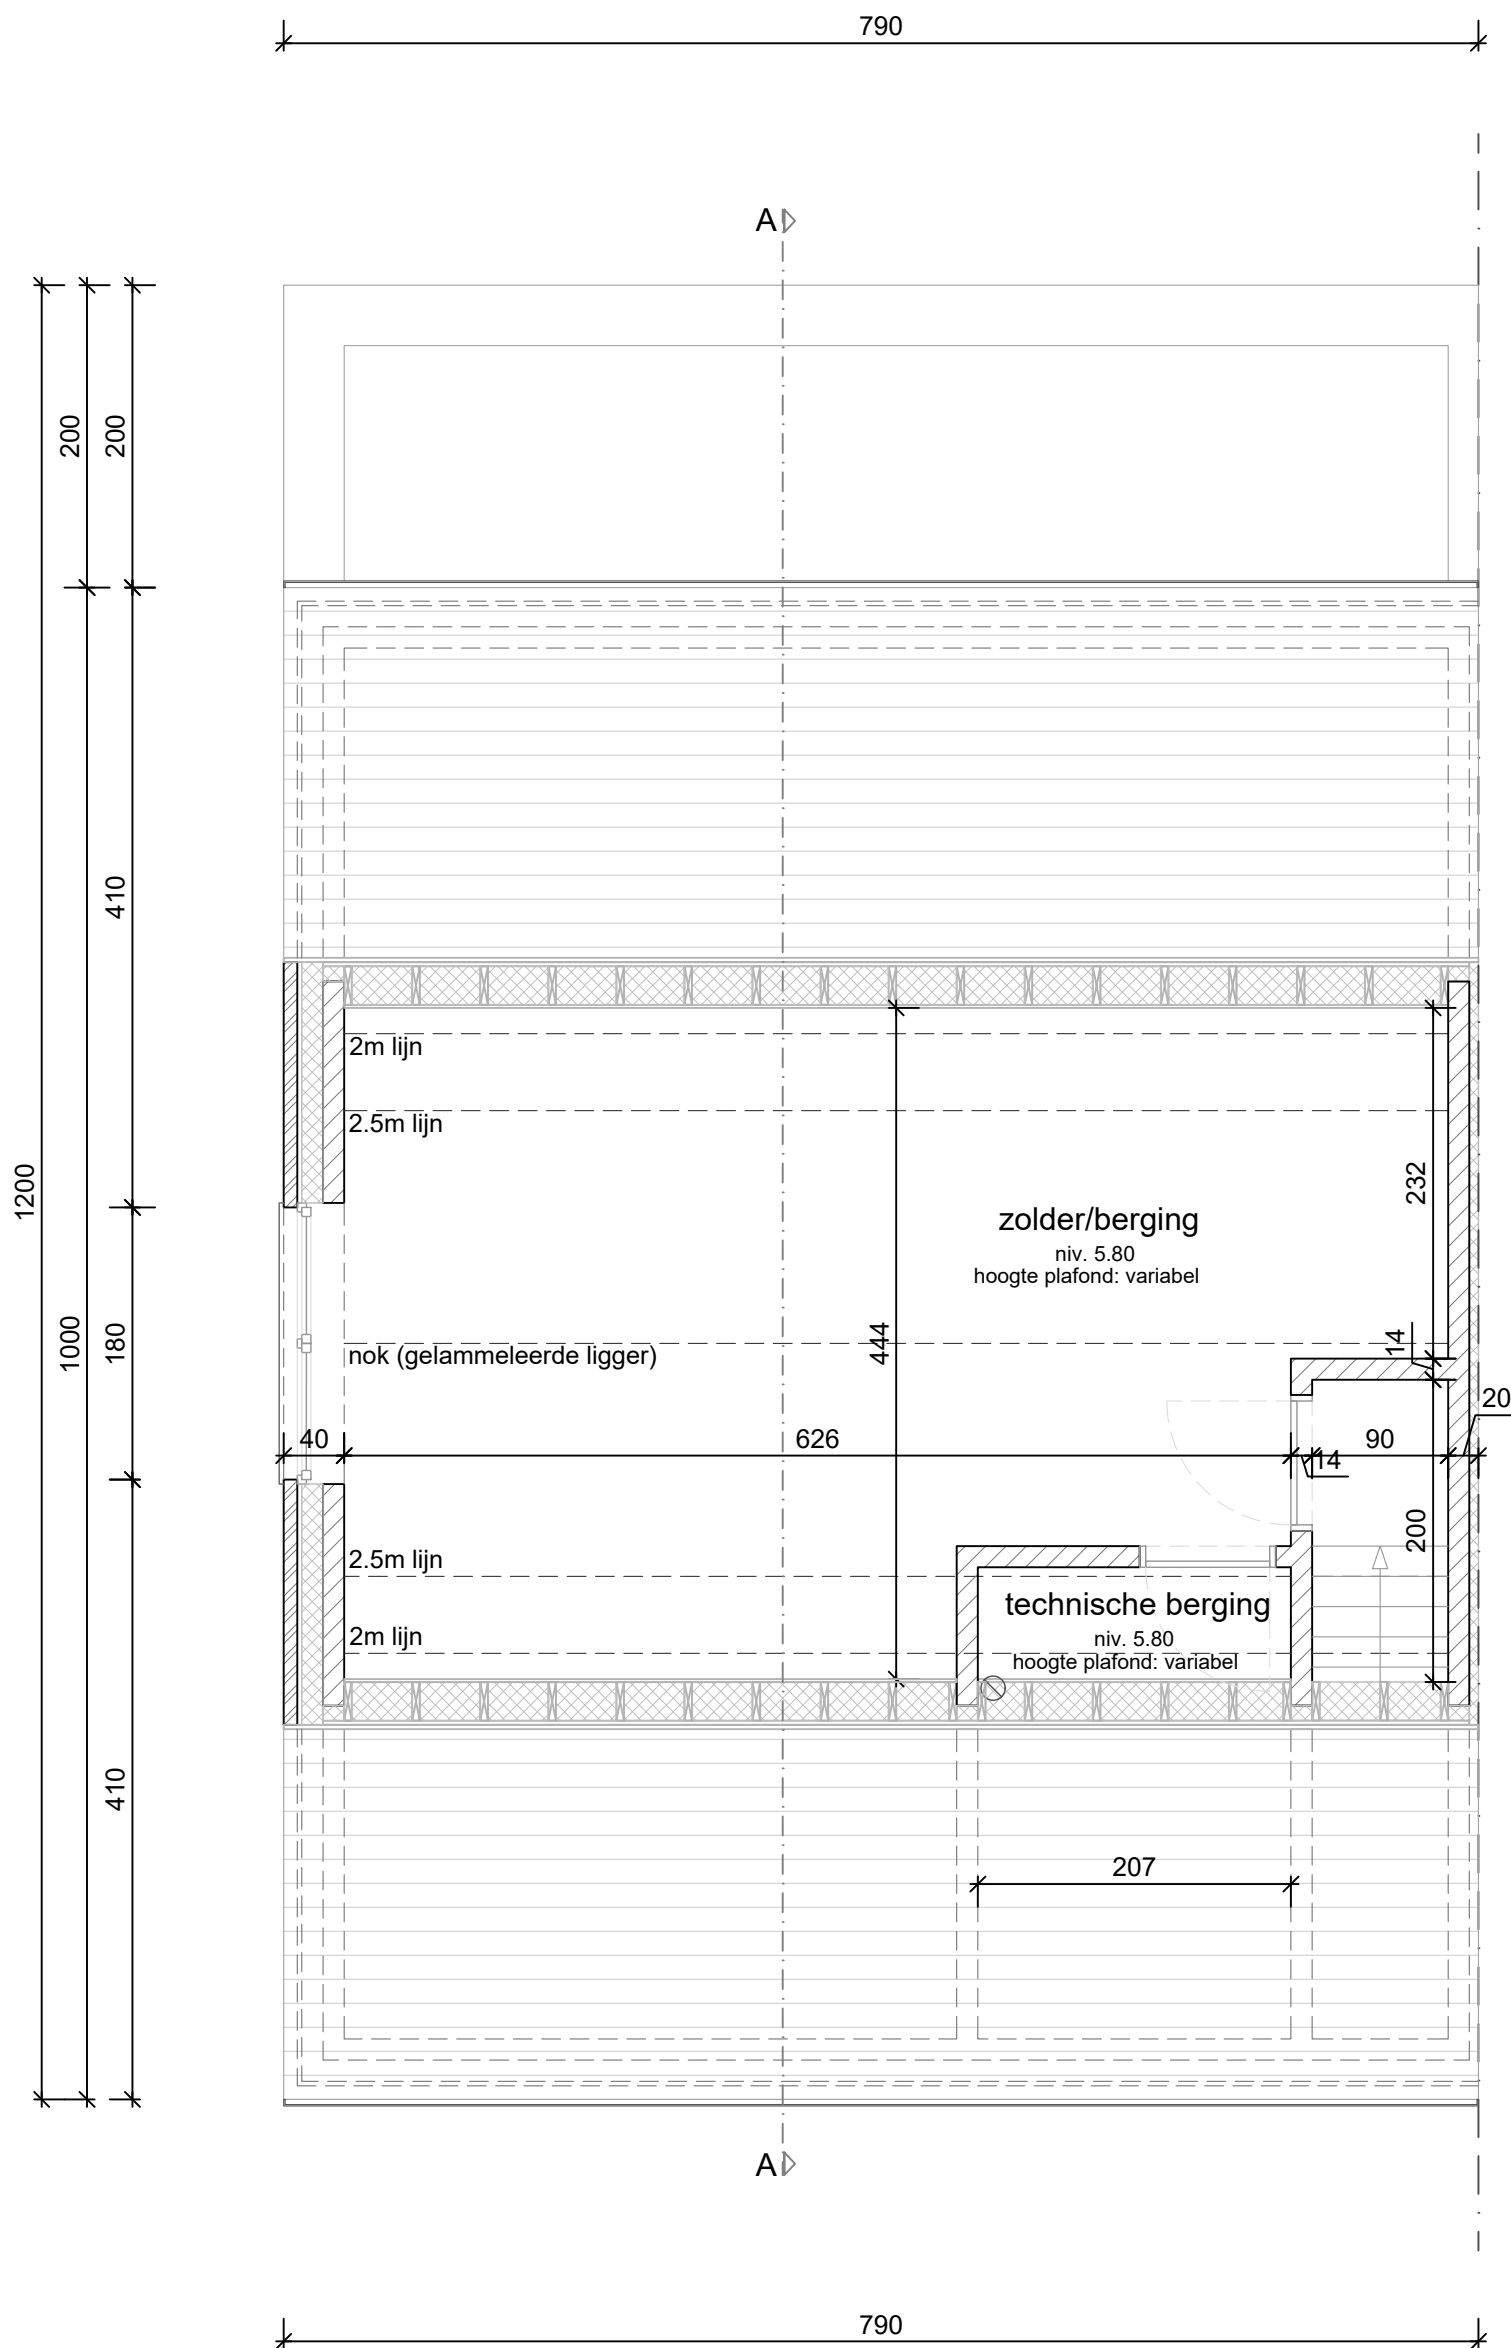 790
A
200
200
410
2m lijn
2.5m lijn
232
1200
zolder/berging
niv. 5.80
hoogte plafond: variabel
1000
180
444
14
nok (gelammeleerde ligger)
20
40
626
90
14
200
2.5m lijn
technische berging
2m lijn
niv. 5.80
hoogte plafond: variabel
410
207
A
790